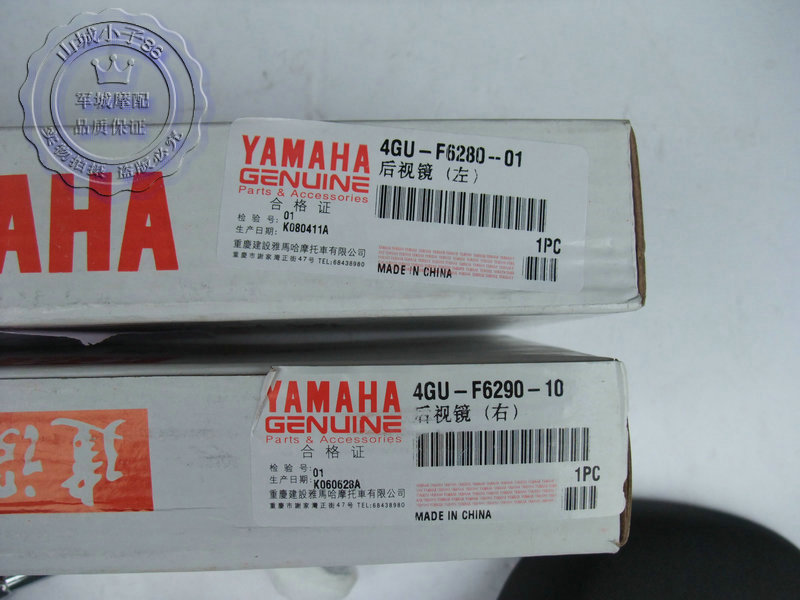 山城小子86
军城摩配
品质保证
实物拍摄 盗版必究
AMAHA
YAMAHA
GENUINE
Parts & Accessories
合格证
检验号: 01
生产日期: K080411A
重慶建設雅馬哈摩托車有限公司
重慶市謝家灣正街47号 TEL:68438980
4GU-F6280--01
后视镜(左)
1PC
MADE IN CHINA
YAMAHA
GENUINE
Parts & Accessories
合格证
检验号: 01
生产日期: K060628A
重慶建設雅馬哈摩托車有限公司
重慶市謝家灣正街47号 TEL:68438980
4GU-F6290-10
后视镜(右)
1PC
MADE IN CHINA
建